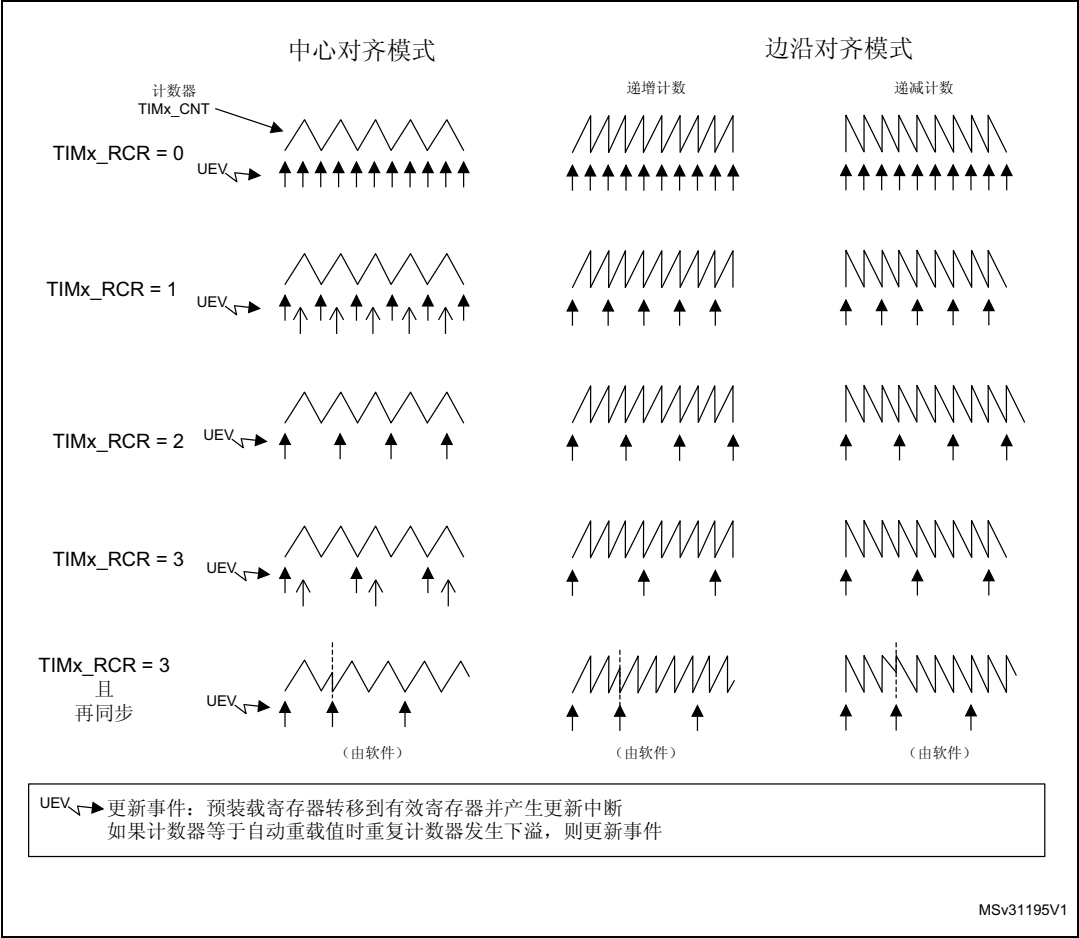 中心对齐模式
边沿对齐模式
计数器
TIMx_CNT
递增计数
递减计数
TIMx_RCR = 0
UEV
TIMx_RCR = 1
UEV
TIMx_RCR = 2
UEV
TIMx_RCR = 3
UEV
TIMx_RCR = 3
且
再同步
UEV
（由软件）
（由软件）
（由软件）
UEV 更新事件：预装载寄存器转移到有效寄存器并产生更新中断
如果计数器等于自动重载值时重复计数器发生下溢，则更新事件
MSv31195V1